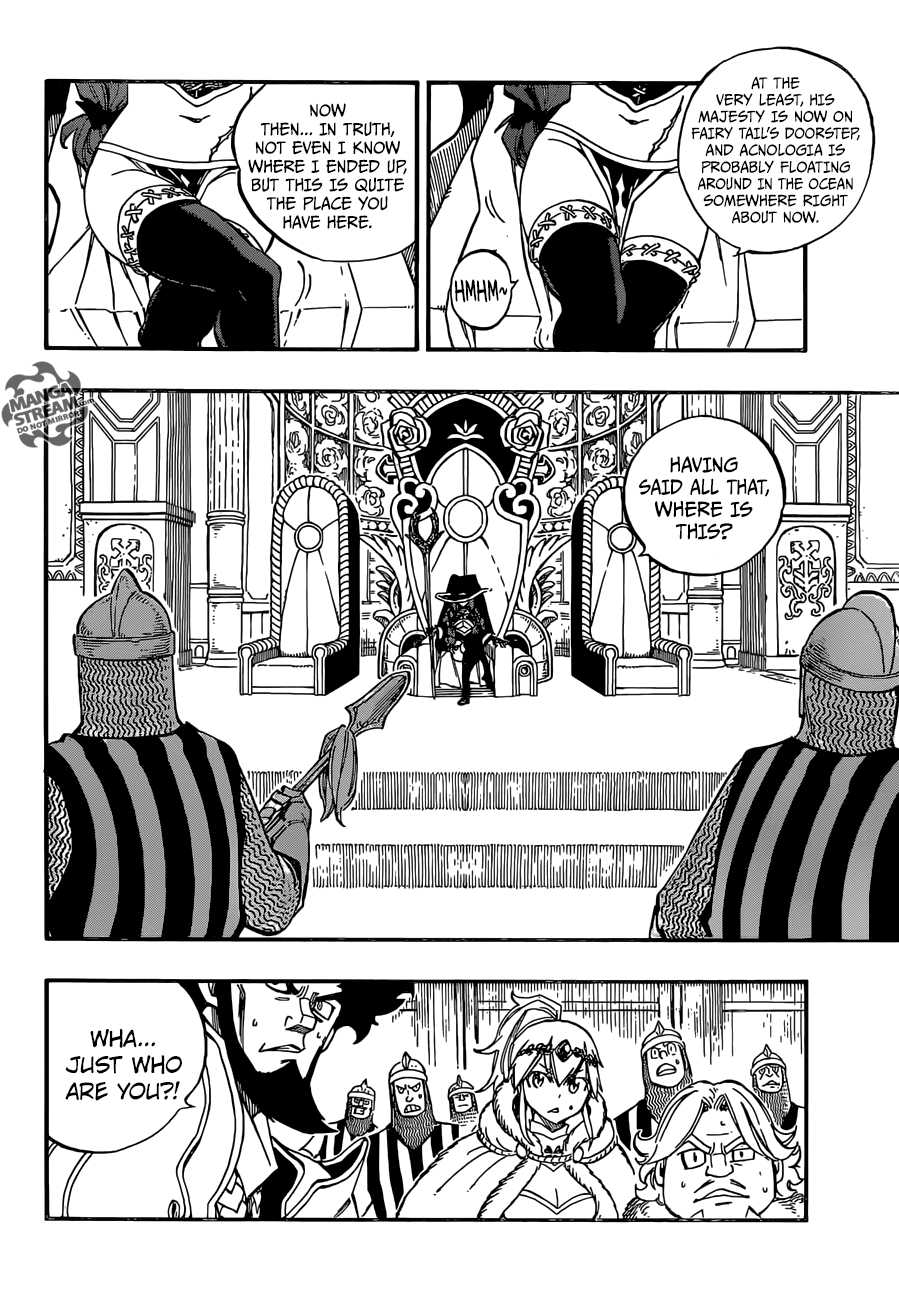 NOW
THEN... IN TRUTH,
NOT EVEN I KNOW
WHERE I ENDED UP,
BUT THIS IS QUITE
THE PLACE YOU
HAVE HERE.
AT THE
VERY LEAST, HIS
MAJESTY IS NOW ON
FAIRY TAIL'S DOORSTEP,
AND ACNOLOGIA IS
PROBABLY FLOATING
AROUND IN THE OCEAN
SOMEWHERE RIGHT
ABOUT NOW.
HMHM~
MANGA
STREAM.com
DO NOT MIRROR
HAVING
SAID ALL THAT,
WHERE IS
THIS?
WHA...
JUST WHO
ARE YOU?!